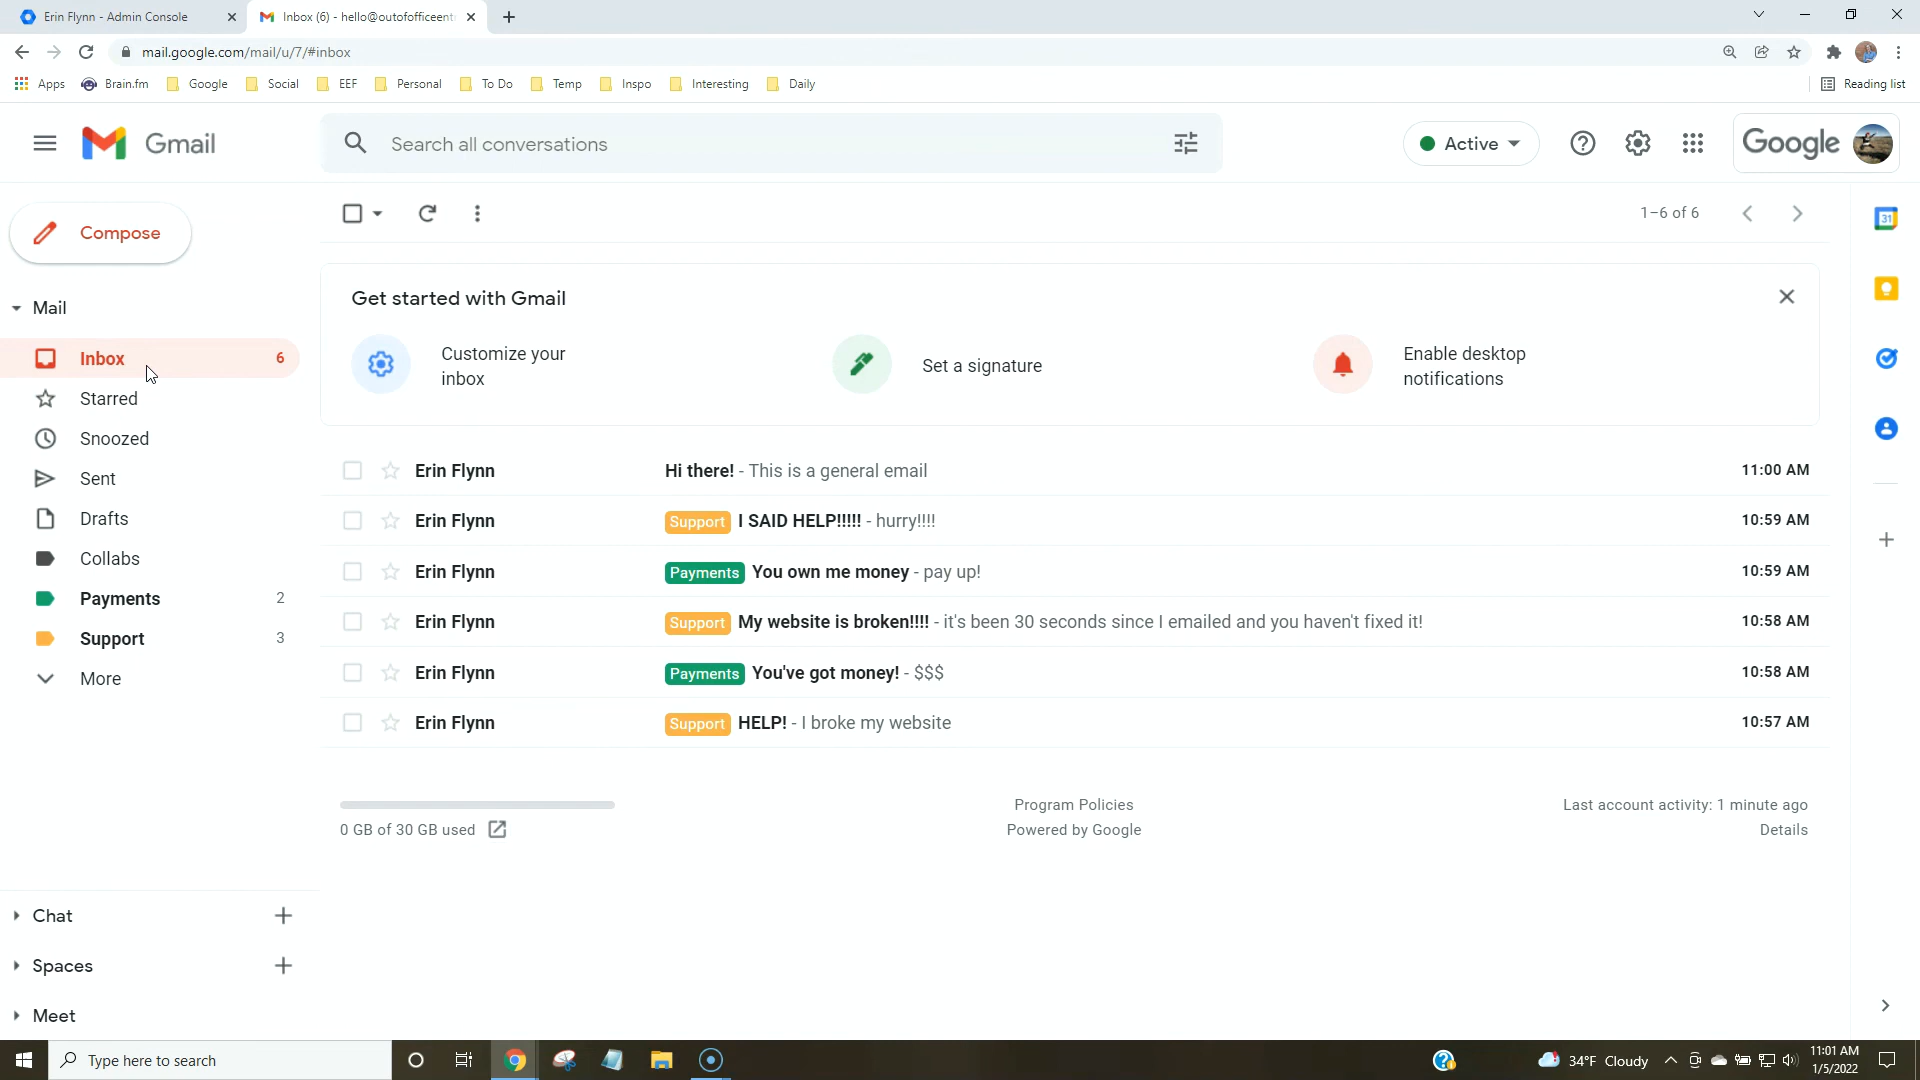 Erin Flynn - Admin Console
Inbox (6) - hello@outofofficeent
mail.google.com/mail/u/7/#inbox
Apps Brain.fm Google Social EEF Personal To Do Temp Inspo Interesting Daily Reading list
Gmail
Search all conversations
Active
Google
Compose
1–6 of 6
Mail
Inbox 6
Starred
Snoozed
Sent
Drafts
Collabs
Payments 2
Support 3
More
Get started with Gmail
Customize your
inbox
Set a signature
Enable desktop
notifications
Erin Flynn Hi there! - This is a general email 11:00 AM
Erin Flynn Support I SAID HELP!!!!! - hurry!!!! 10:59 AM
Erin Flynn Payments You own me money - pay up! 10:59 AM
Erin Flynn Support My website is broken!!!! - it's been 30 seconds since I emailed and you haven't fixed it! 10:58 AM
Erin Flynn Payments You've got money! - $$$ 10:58 AM
Erin Flynn Support HELP! - I broke my website 10:57 AM
0 GB of 30 GB used
Program Policies
Powered by Google
Last account activity: 1 minute ago
Details
31
Chat
Spaces
Meet
Type here to search
34°F Cloudy
11:01 AM
1/5/2022